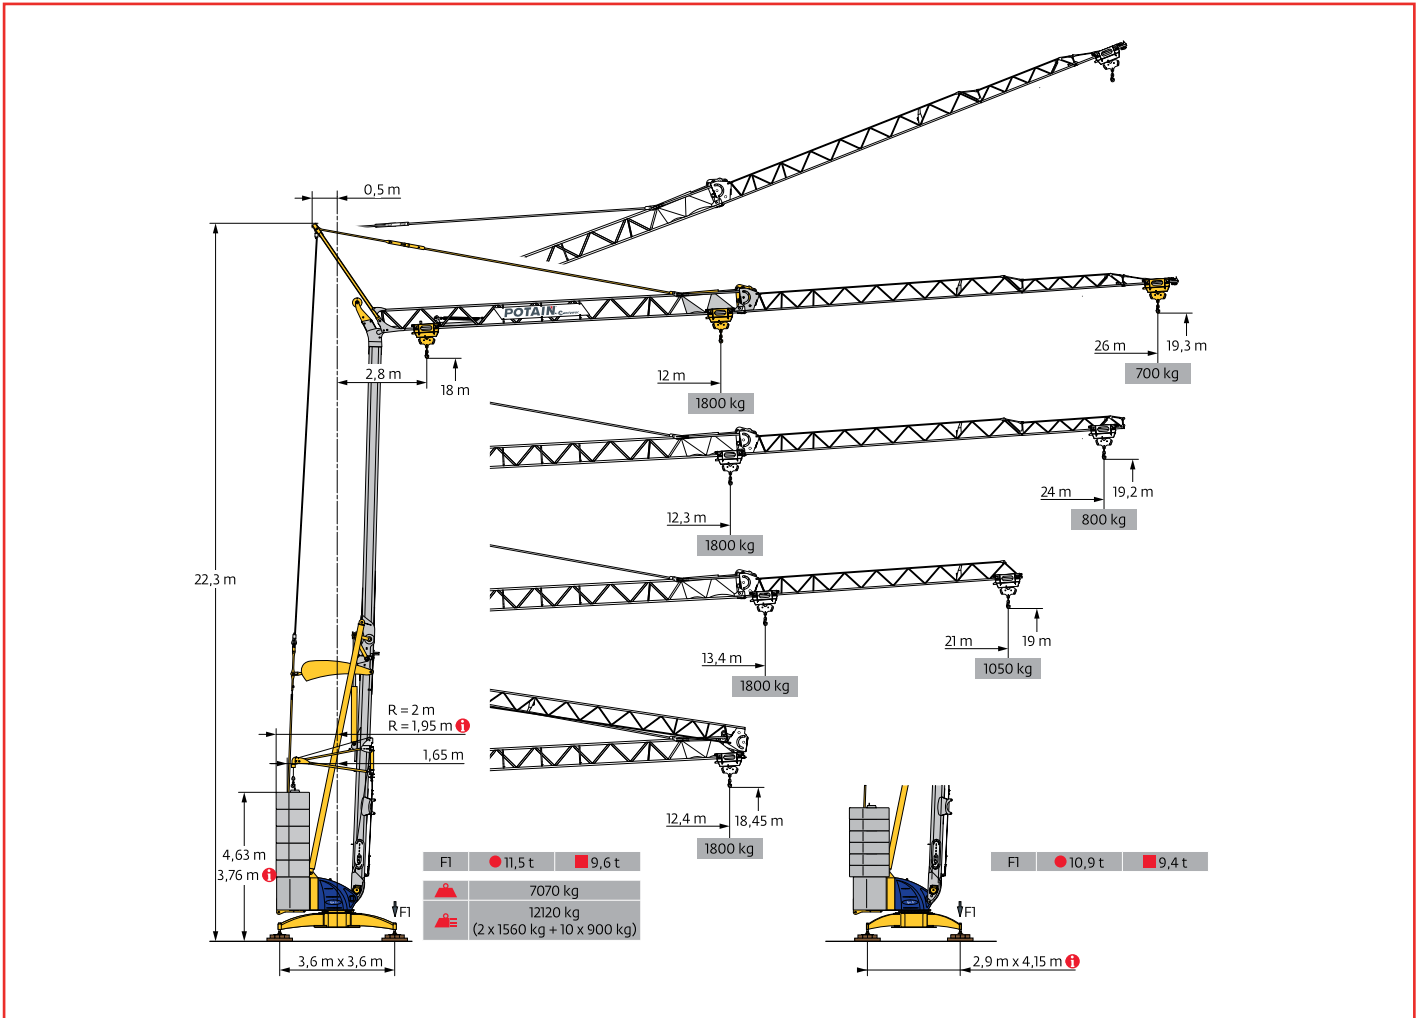 0,5 m
POTAIN
2,8 m
18 m
12 m
1800 kg
26 m
19,3 m
700 kg
12,3 m
1800 kg
24 m
19,2 m
800 kg
22,3 m
13,4 m
1800 kg
21 m
19 m
1050 kg
R = 2 m
R = 1,95 m i
1,65 m
12,4 m
18,45 m
1800 kg
4,63 m
3,76 m i
F1 11,5 t 9,6 t
7070 kg
12120 kg
(2 x 1560 kg + 10 x 900 kg)
F1
3,6 m x 3,6 m
F1 10,9 t 9,4 t
F1
2,9 m x 4,15 m i